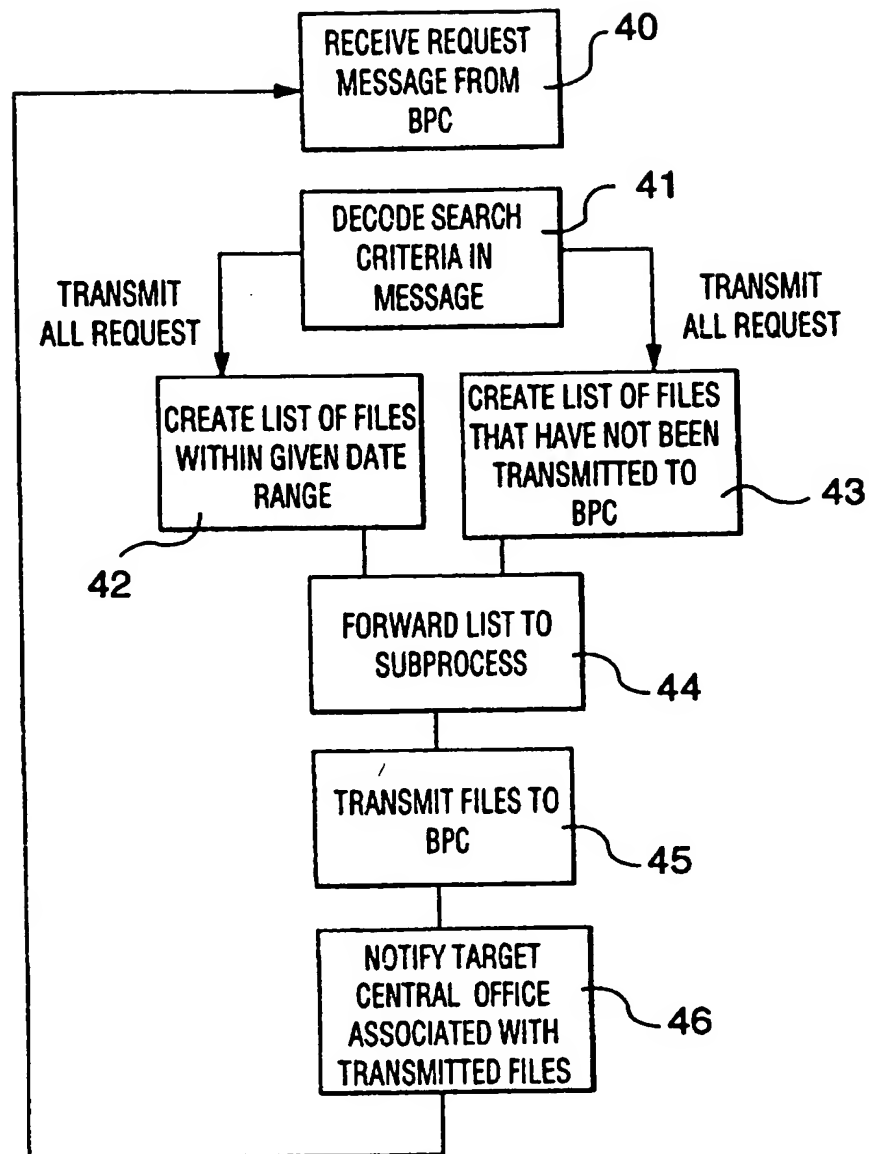 RECEIVE REQUEST
MESSAGE FROM
BPC
40
DECODE SEARCH
CRITERIA IN
MESSAGE
41
TRANSMIT
ALL REQUEST
TRANSMIT
ALL REQUEST
CREATE LIST OF FILES
WITHIN GIVEN DATE
RANGE
42
CREATE LIST OF FILES
THAT HAVE NOT BEEN
TRANSMITTED TO
BPC
43
FORWARD LIST TO
SUBPROCESS
44
TRANSMIT FILES TO
BPC
45
NOTIFY TARGET
CENTRAL OFFICE
ASSOCIATED WITH
TRANSMITTED FILES
46